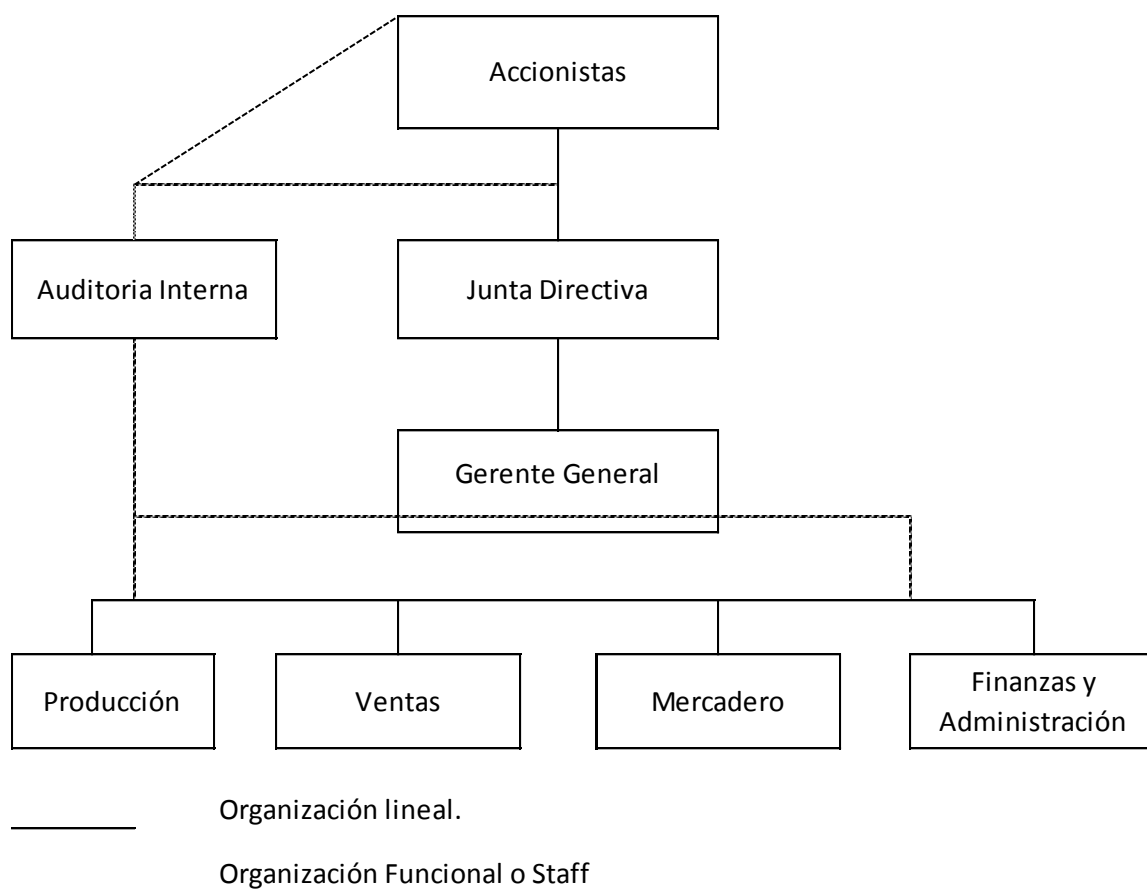 Accionistas
Auditoria Interna
Junta Directiva
Gerente General
Producción
Ventas
Mercadero
Finanzas y
Administración
Organización lineal.
Organización Funcional o Staff